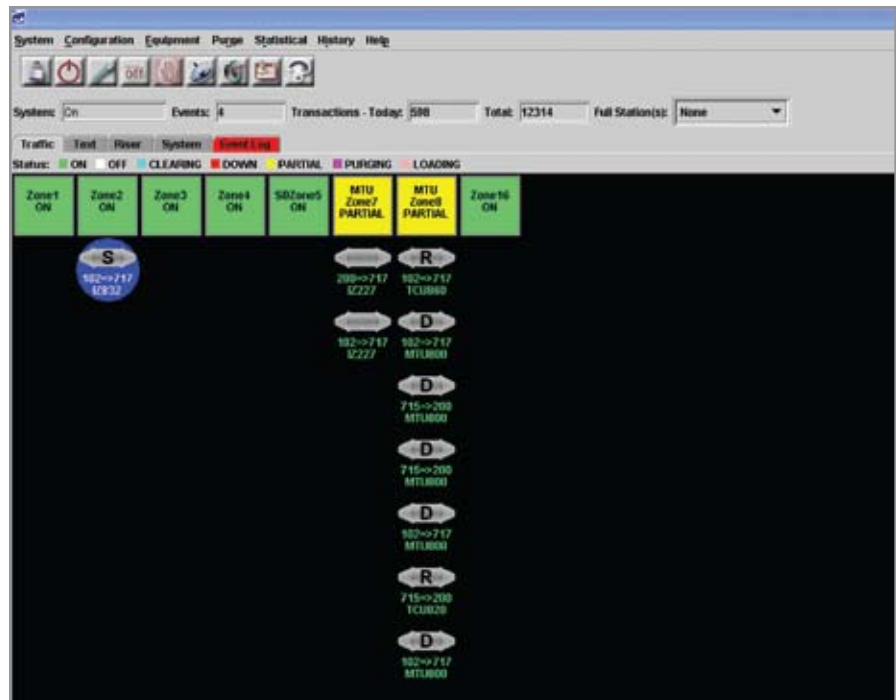 System Configuration Equipment Purge Statistical History Help
off
System: On Events: 4 Transactions - Today: 598 Total: 12314 Full Station(s): None
Traffic Text Riser System Event Log
Status: ON OFF CLEARING DOWN PARTIAL PURGING LOADING
Zone1 ON
Zone2 ON
Zone3 ON
Zone4 ON
SDZone5 ON
MTU Zone7 PARTIAL
MTU Zone8 PARTIAL
Zone16 ON
S
102=>717
R
200=>717 102=>717
IZ227 TCU060
D
102=>717 102=>717
IZ227 MTU800
D
715=>200
MTU800
D
715=>200
MTU800
D
102=>717
MTU800
R
715=>200
TCU020
D
102=>717
MTU800